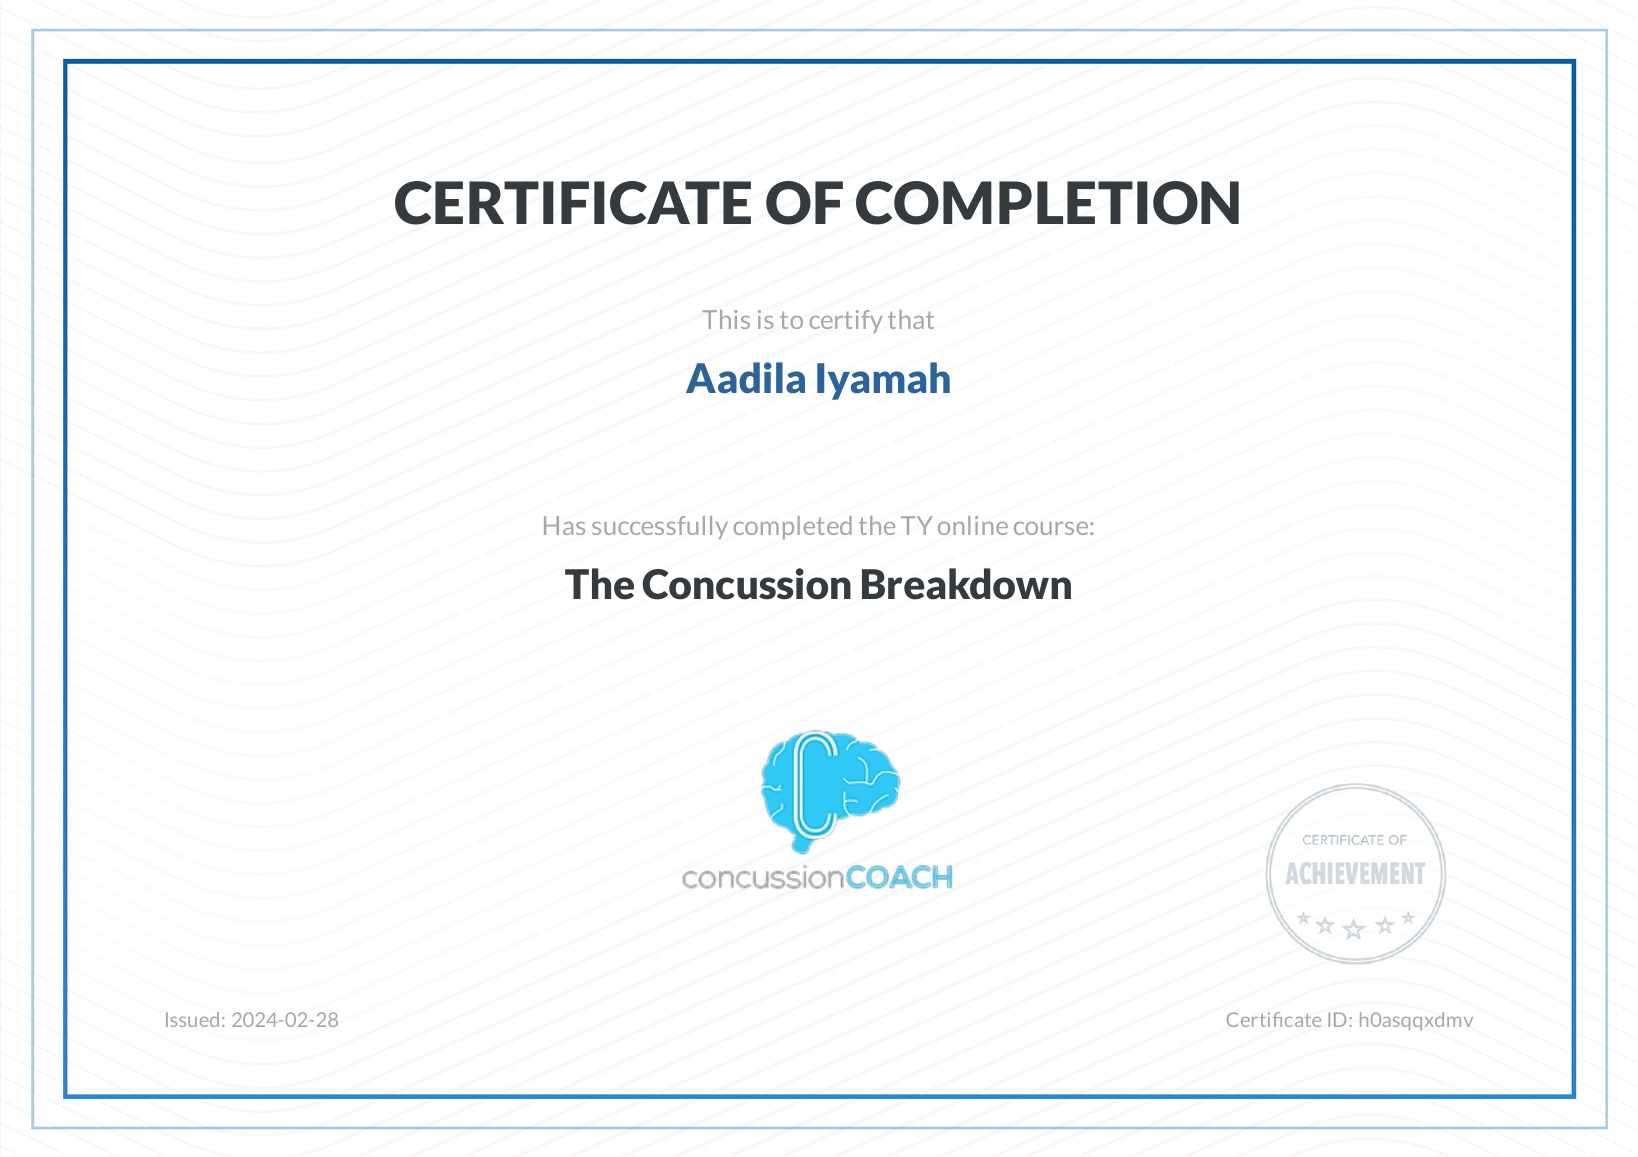 CERTIFICATE OF COMPLETION
This is to certify that
Aadila Iyamah
Has successfully completed the TY online course:
The Concussion Breakdown
C
concussionCOACH
CERTIFICATE OF
ACHIEVEMENT
Issued: 2024-02-28
Certificate ID: h0asqqxdmv